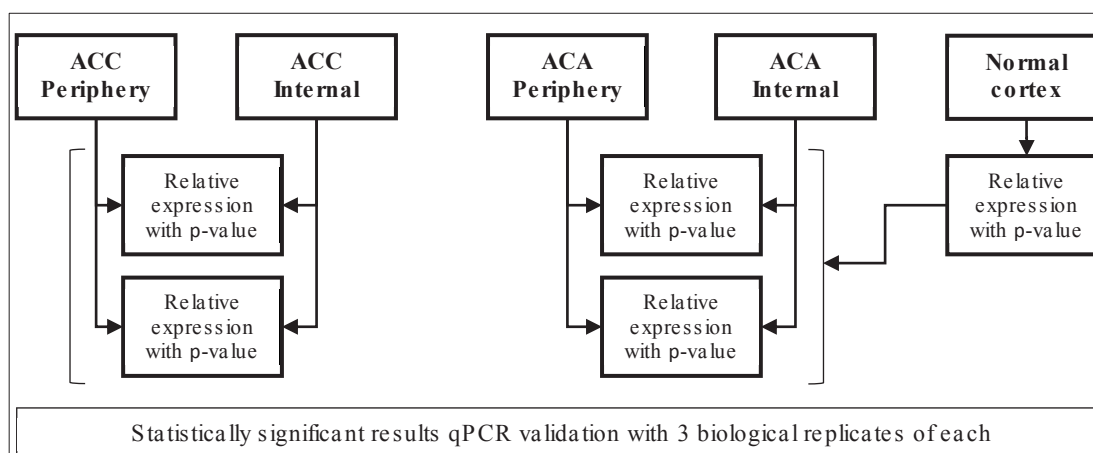 ACC
Periphery
ACC
Internal
ACA
Periphery
ACA
Internal
Normal
cortex
Relative
expression
with p-value
Relative
expression
with p-value
Relative
expression
with p-value
Relative
expression
with p-value
Relative
expression
with p-value
Statistically significant results qPCR validation with 3 biological replicates of each